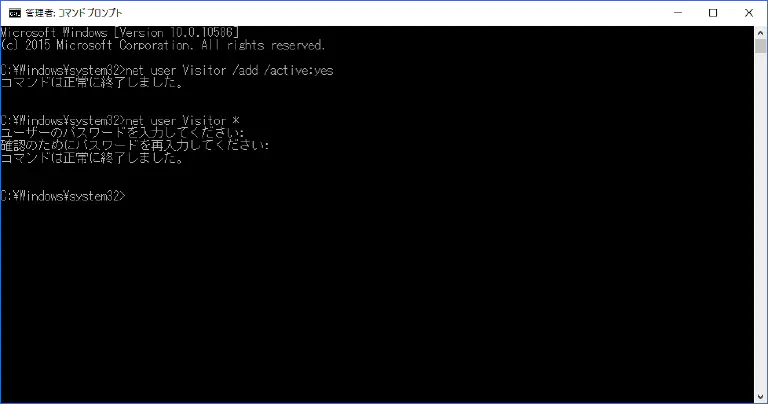 管理者: コマンド プロンプト
Microsoft Windows [Version 10.0.10586]
(c) 2015 Microsoft Corporation. All rights reserved.
C:¥Windows¥system32>net user Visitor /add /active:yes
コマンドは正常に終了しました。
C:¥Windows¥system32>net user Visitor *
ユーザーのパスワードを入力してください:
確認のためにパスワードを再入力してください:
コマンドは正常に終了しました。
C:¥Windows¥system32>